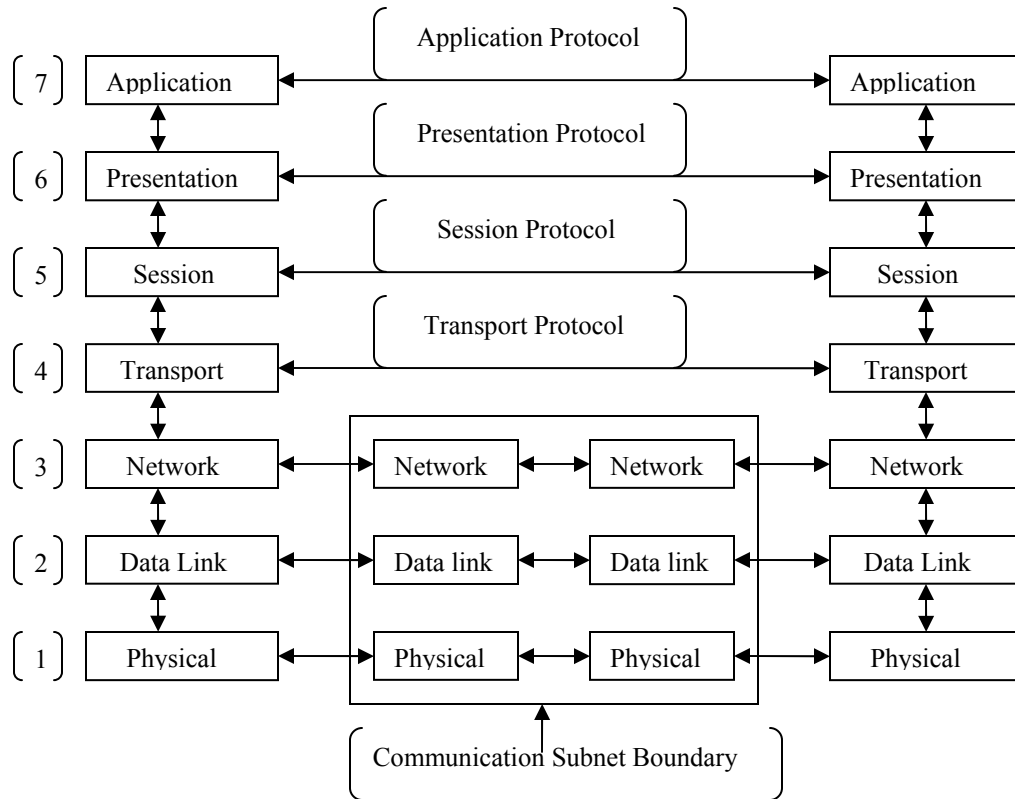 Application Protocol
7 Application Application
Presentation Protocol
6 Presentation Presentation
Session Protocol
5 Session Session
Transport Protocol
4 Transport Transport
3 Network Network Network Network
2 Data Link Data link Data link Data Link
1 Physical Physical Physical Physical
Communication Subnet Boundary